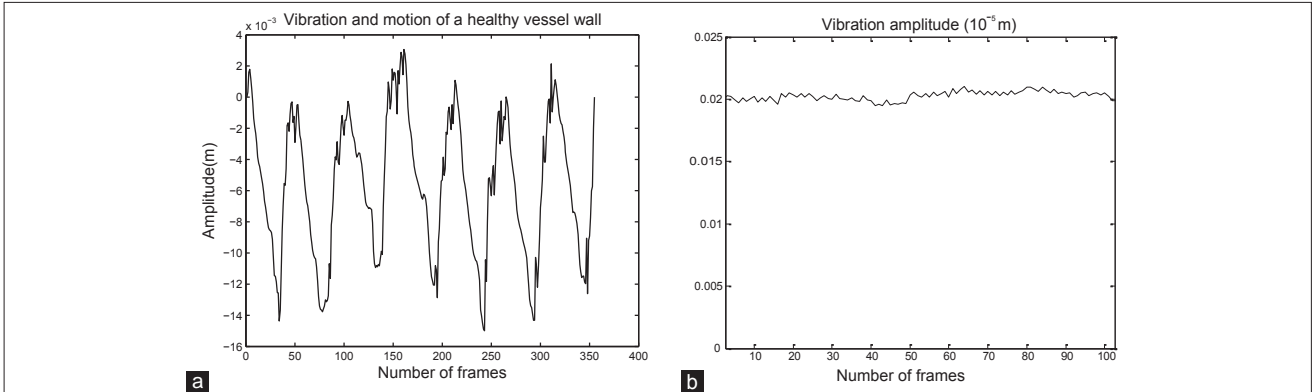 Vibration and motion of a healthy vessel wall
x 10⁻³
4
2
0
−2
−4
−6
−8
−10
−12
−14
−16
0 50 100 150 200 250 300 350 400
Amplitude(m)
Number of frames
a
Vibration amplitude (10⁻⁵ m)
0.025
0.02
0.015
0.01
0.005
0
10 20 30 40 50 60 70 80 90 100
Number of frames
b